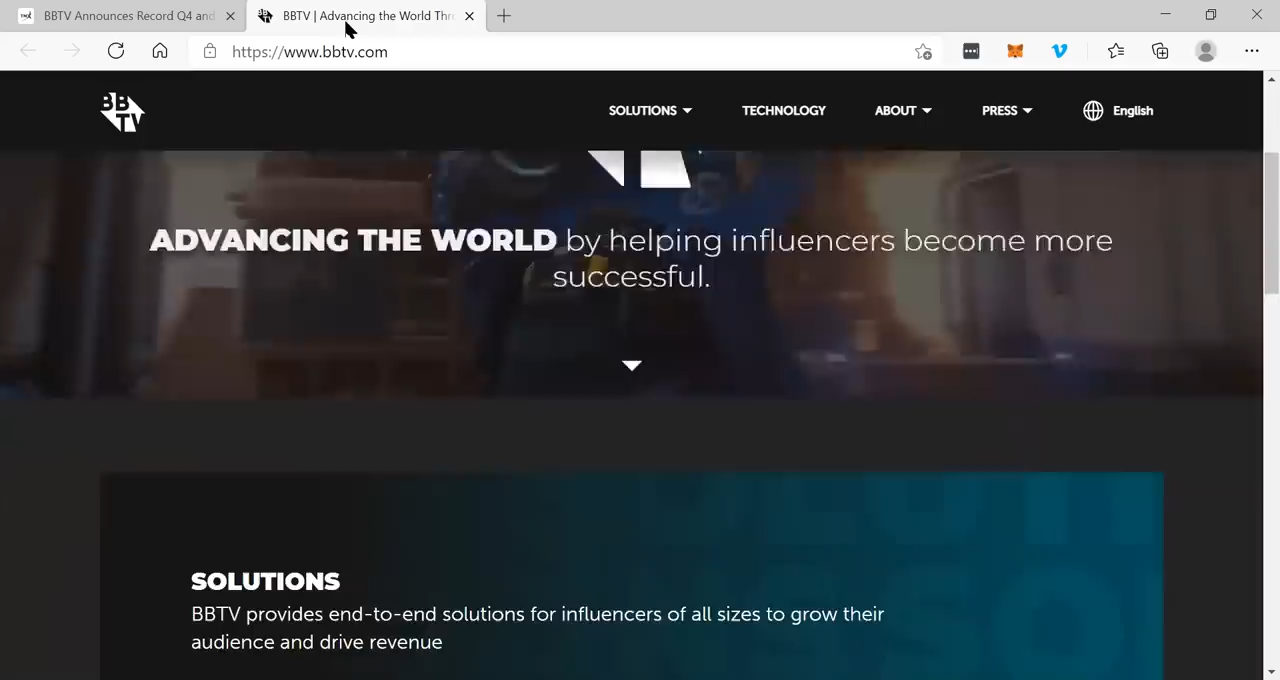 BBTV Announces Record Q4 and
BBTV | Advancing the World Thr
https://www.bbtv.com
BB
TV
SOLUTIONS
TECHNOLOGY
ABOUT
PRESS
English
ADVANCING THE WORLD by helping influencers become more
successful.
SOLUTIONS
BBTV provides end-to-end solutions for influencers of all sizes to grow their
audience and drive revenue